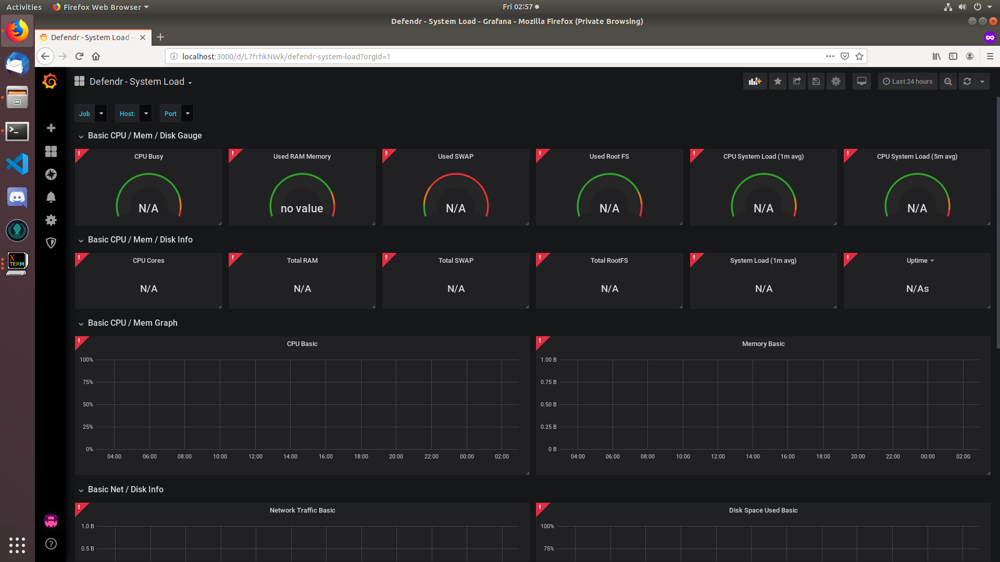 Activities
Firefox Web Browser
Fri 02:57
Defendr - System Load - Grafana - Mozilla Firefox (Private Browsing)
Defendr - System Load -
localhost:3000/d/L7frhkNWk/defendr-system-load?orgId=1
Defendr - System Load
Last 24 hours
Job
Host:
Port
Basic CPU / Mem / Disk Gauge
CPU Busy
N/A
Used RAM Memory
no value
Used SWAP
N/A
Used Root FS
N/A
CPU System Load (1m avg)
N/A
CPU System Load (5m avg)
N/A
Basic CPU / Mem / Disk Info
CPU Cores
N/A
Total RAM
N/A
Total SWAP
N/A
Total RootFS
N/A
System Load (1m avg)
N/A
Uptime
N/As
X
TERM
Basic CPU / Mem Graph
CPU Basic
100%
75%
50%
25%
0%
04:00 06:00 08:00 10:00 12:00 14:00 16:00 18:00 20:00 22:00 00:00 02:00
Memory Basic
1.00 B
0.75 B
0.50 B
0.25 B
0 B
04:00 06:00 08:00 10:00 12:00 14:00 16:00 18:00 20:00 22:00 00:00 02:00
Basic Net / Disk Info
Network Traffic Basic
1.0 B
0.5 B
Disk Space Used Basic
100%
75%